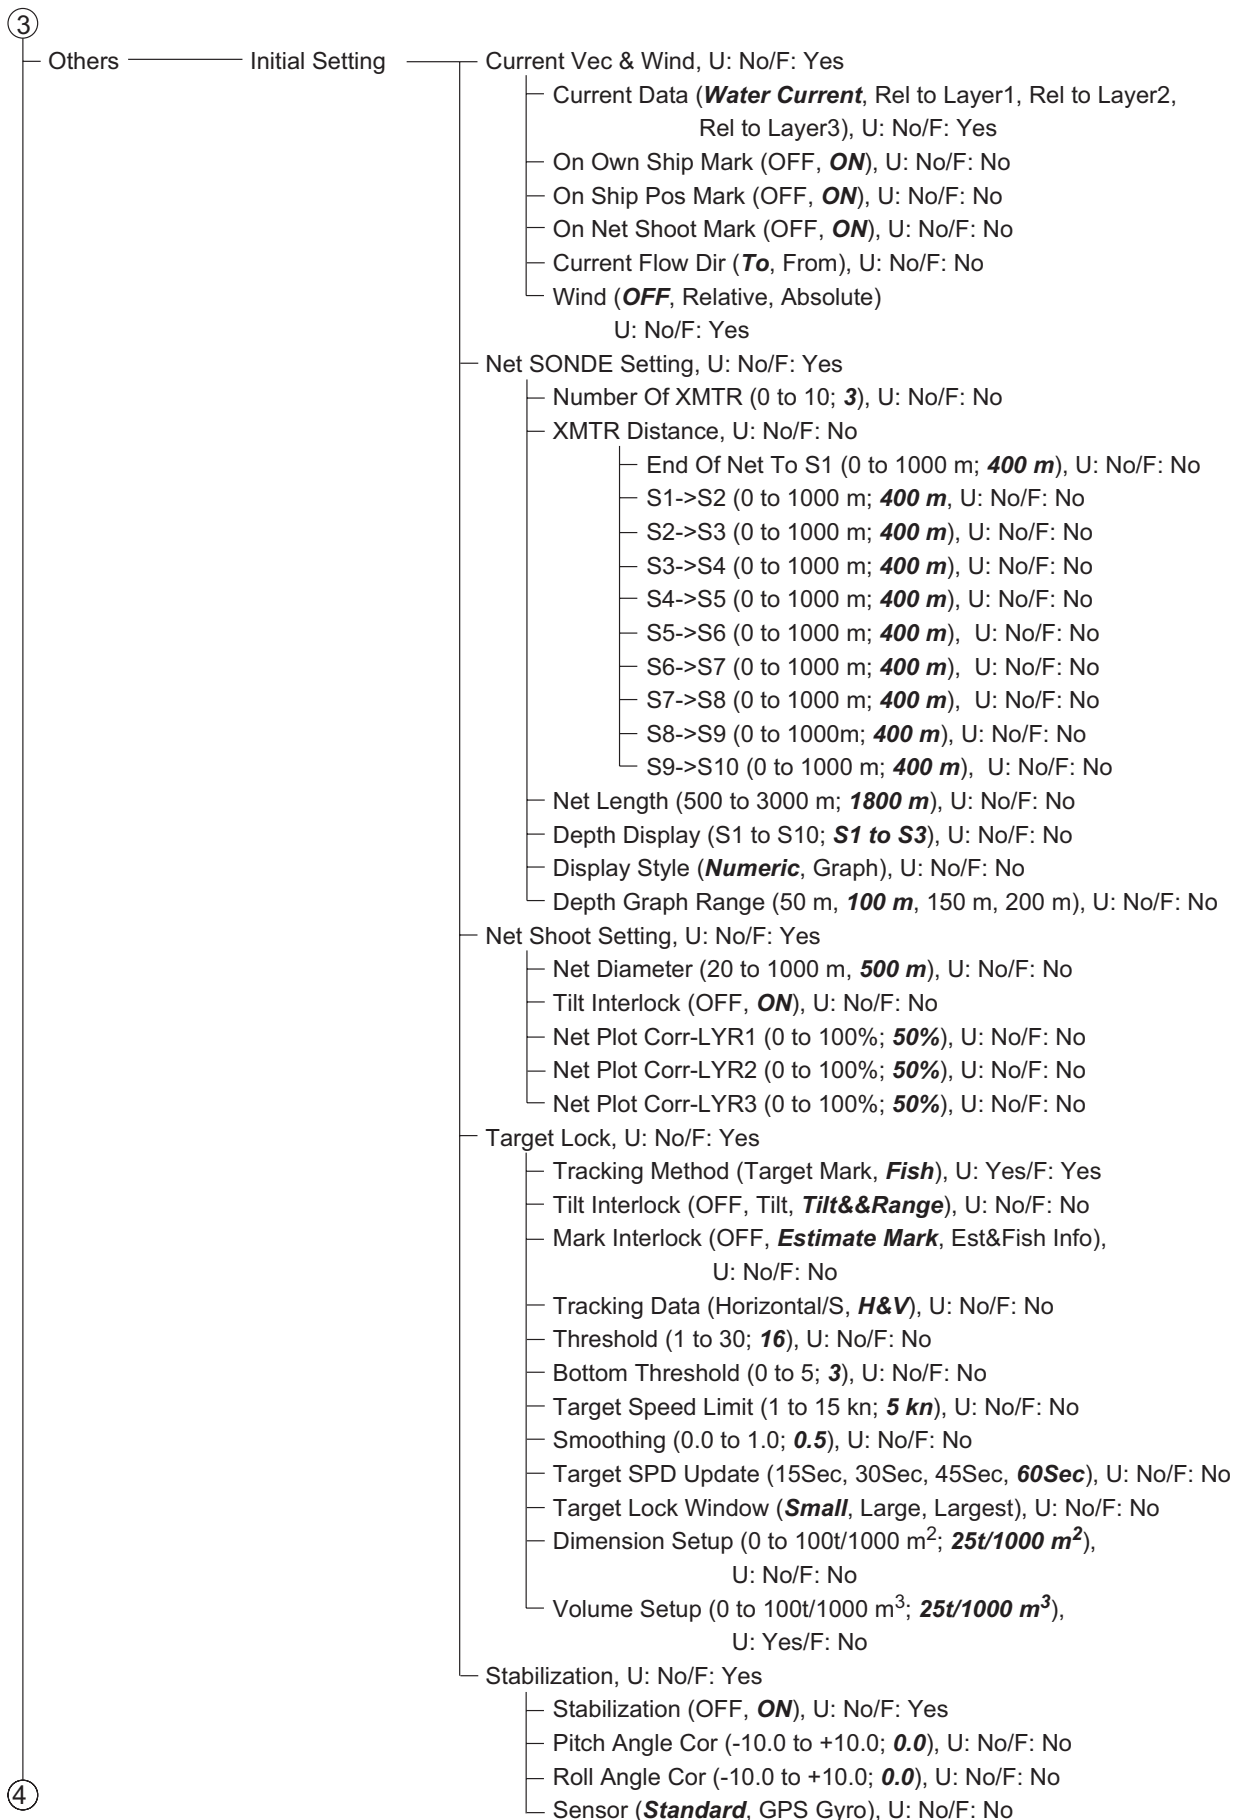 3
Others Initial Setting Current Vec & Wind, U: No/F: Yes
Current Data (Water Current, Rel to Layer1, Rel to Layer2,
Rel to Layer3), U: No/F: Yes
On Own Ship Mark (OFF, ON), U: No/F: No
On Ship Pos Mark (OFF, ON), U: No/F: No
On Net Shoot Mark (OFF, ON), U: No/F: No
Current Flow Dir (To, From), U: No/F: No
Wind (OFF, Relative, Absolute)
U: No/F: Yes
Net SONDE Setting, U: No/F: Yes
Number Of XMTR (0 to 10; 3), U: No/F: No
XMTR Distance, U: No/F: No
End Of Net To S1 (0 to 1000 m; 400 m), U: No/F: No
S1->S2 (0 to 1000 m; 400 m, U: No/F: No
S2->S3 (0 to 1000 m; 400 m), U: No/F: No
S3->S4 (0 to 1000 m; 400 m), U: No/F: No
S4->S5 (0 to 1000 m; 400 m), U: No/F: No
S5->S6 (0 to 1000 m; 400 m), U: No/F: No
S6->S7 (0 to 1000 m; 400 m), U: No/F: No
S7->S8 (0 to 1000 m; 400 m), U: No/F: No
S8->S9 (0 to 1000m; 400 m), U: No/F: No
S9->S10 (0 to 1000 m; 400 m), U: No/F: No
Net Length (500 to 3000 m; 1800 m), U: No/F: No
Depth Display (S1 to S10; S1 to S3), U: No/F: No
Display Style (Numeric, Graph), U: No/F: No
Depth Graph Range (50 m, 100 m, 150 m, 200 m), U: No/F: No
Net Shoot Setting, U: No/F: Yes
Net Diameter (20 to 1000 m, 500 m), U: No/F: No
Tilt Interlock (OFF, ON), U: No/F: No
Net Plot Corr-LYR1 (0 to 100%; 50%), U: No/F: No
Net Plot Corr-LYR2 (0 to 100%; 50%), U: No/F: No
Net Plot Corr-LYR3 (0 to 100%; 50%), U: No/F: No
Target Lock, U: No/F: Yes
Tracking Method (Target Mark, Fish), U: Yes/F: Yes
Tilt Interlock (OFF, Tilt, Tilt&&Range), U: No/F: No
Mark Interlock (OFF, Estimate Mark, Est&Fish Info),
U: No/F: No
Tracking Data (Horizontal/S, H&V), U: No/F: No
Threshold (1 to 30; 16), U: No/F: No
Bottom Threshold (0 to 5; 3), U: No/F: No
Target Speed Limit (1 to 15 kn; 5 kn), U: No/F: No
Smoothing (0.0 to 1.0; 0.5), U: No/F: No
Target SPD Update (15Sec, 30Sec, 45Sec, 60Sec), U: No/F: No
Target Lock Window (Small, Large, Largest), U: No/F: No
Dimension Setup (0 to 100t/1000 m²; 25t/1000 m²),
U: No/F: No
Volume Setup (0 to 100t/1000 m³; 25t/1000 m³),
U: Yes/F: No
Stabilization, U: No/F: Yes
Stabilization (OFF, ON), U: No/F: Yes
Pitch Angle Cor (-10.0 to +10.0; 0.0), U: No/F: No
Roll Angle Cor (-10.0 to +10.0; 0.0), U: No/F: No
4
Sensor (Standard, GPS Gyro), U: No/F: No